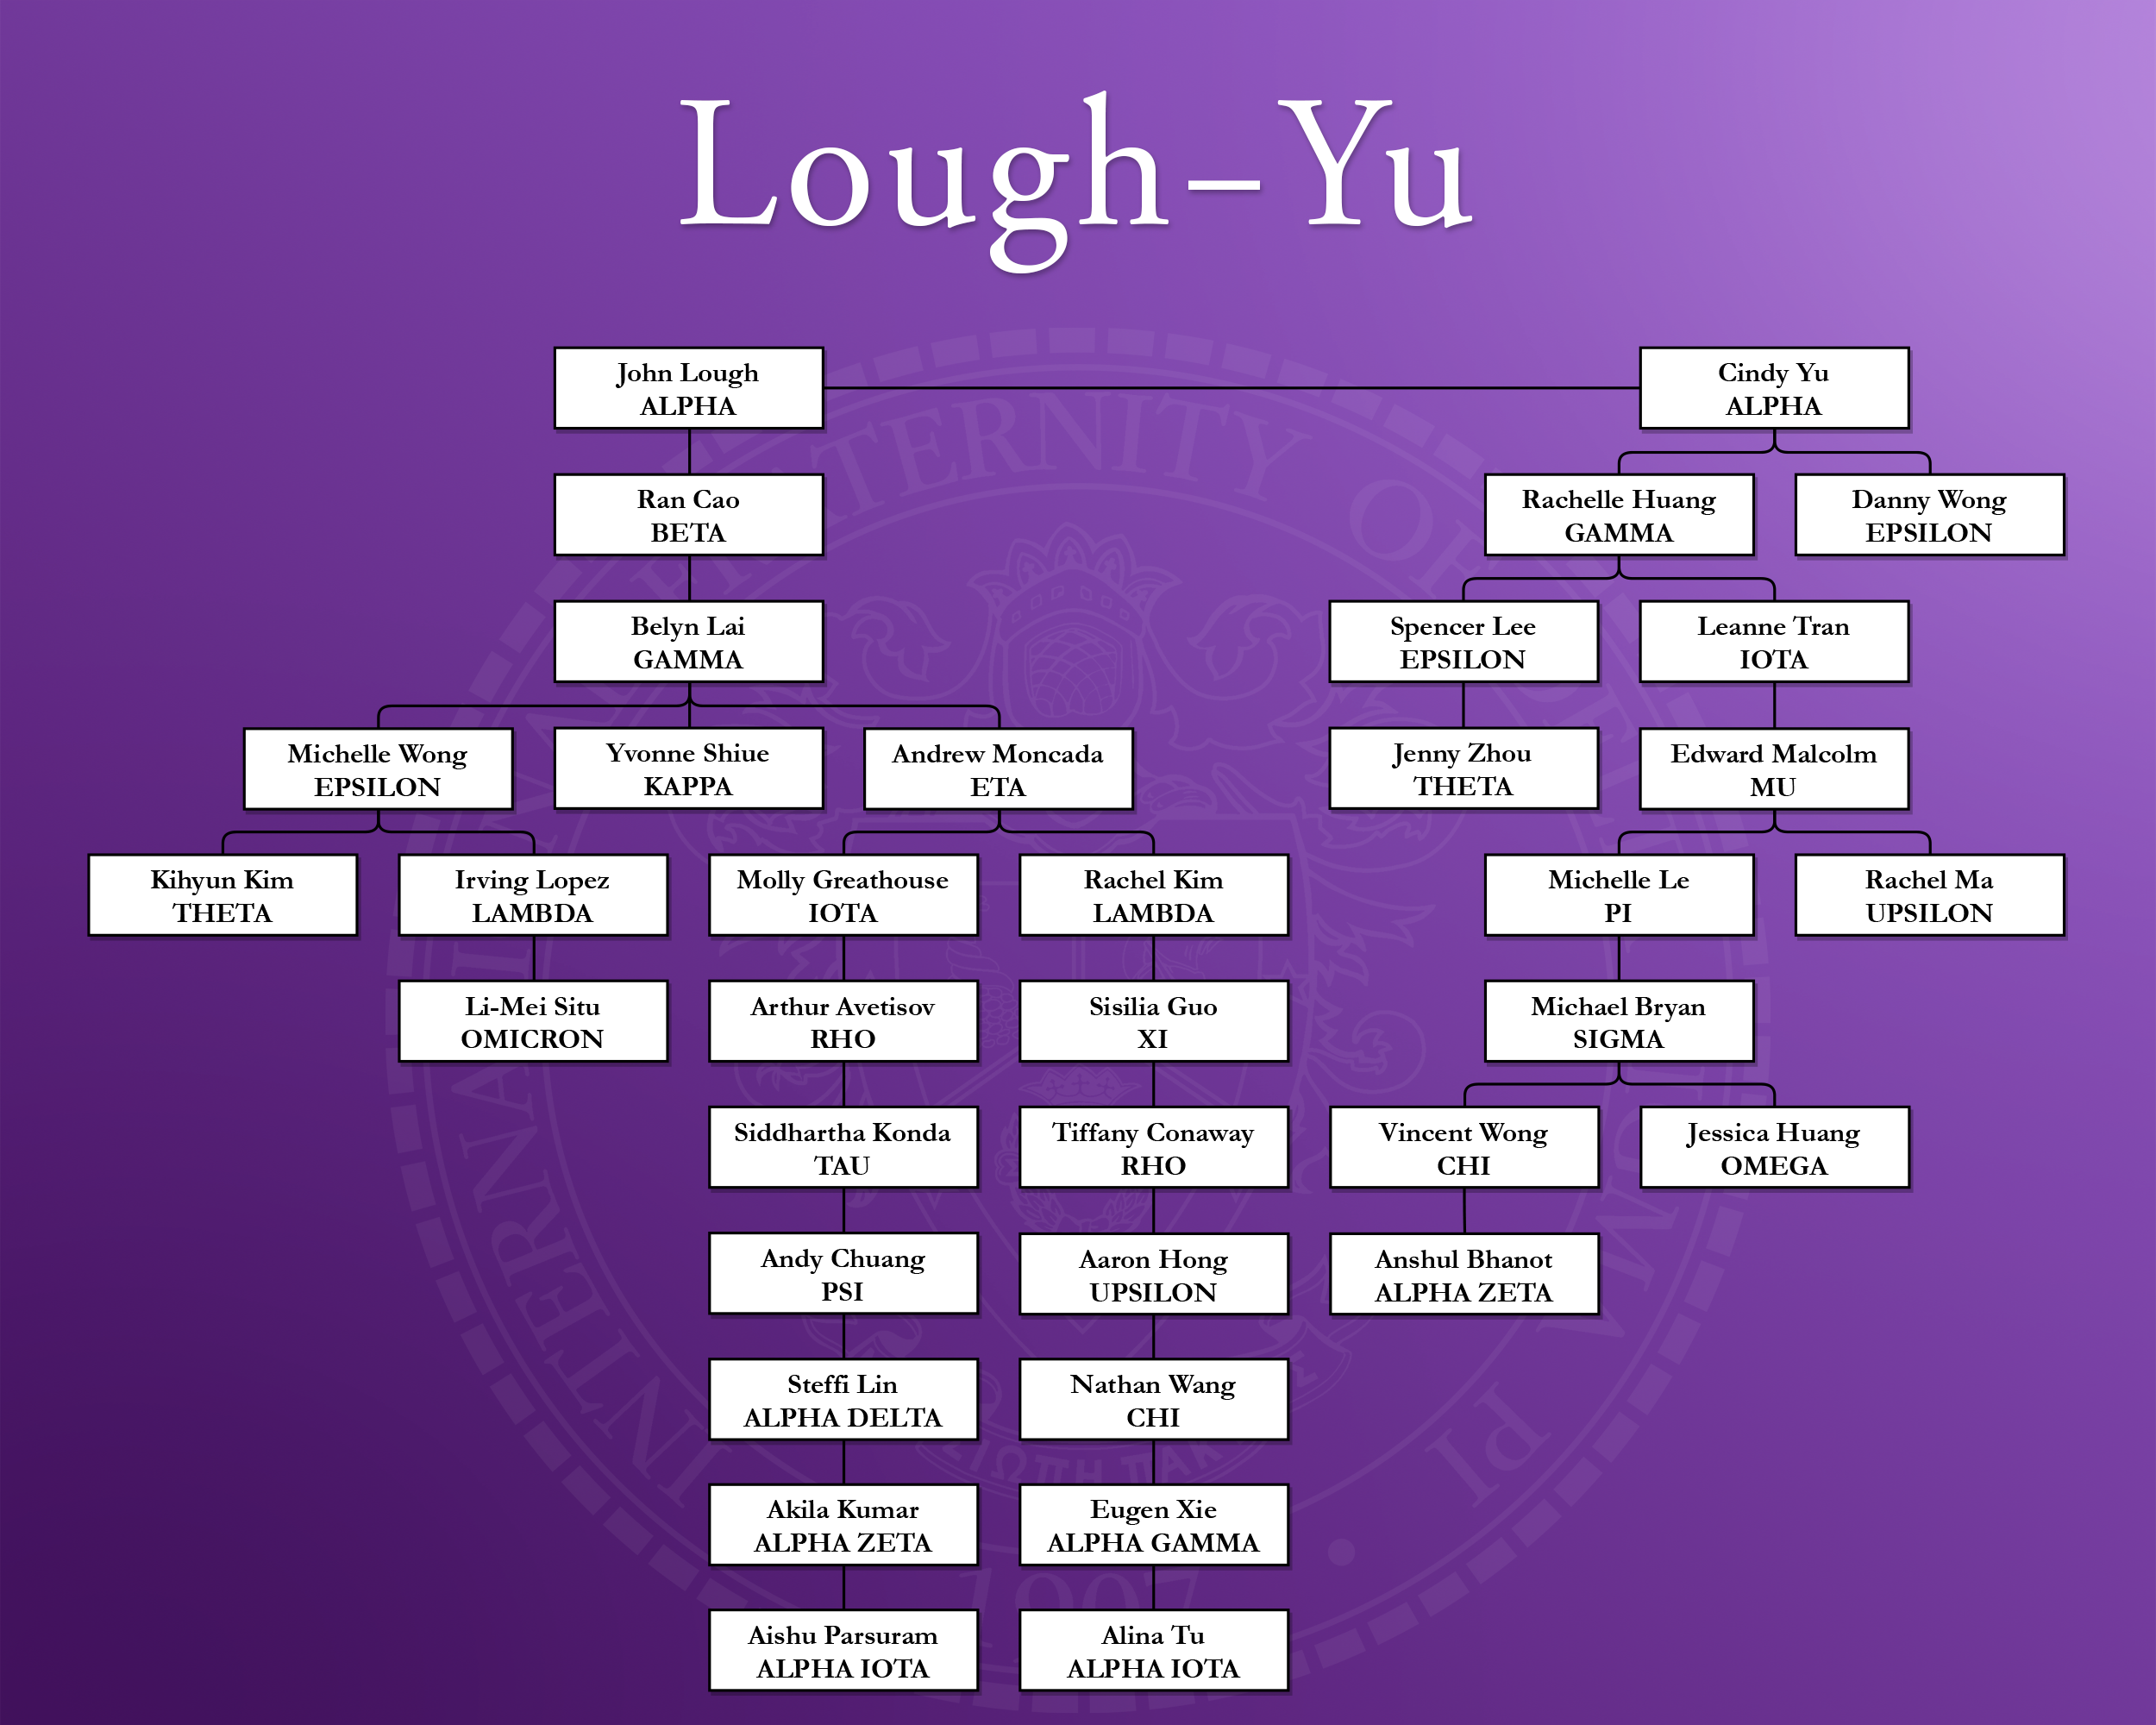 Lough–Yu
John Lough
ALPHA
Cindy Yu
ALPHA
Ran Cao
BETA
Rachelle Huang
GAMMA
Danny Wong
EPSILON
Belyn Lai
GAMMA
Spencer Lee
EPSILON
Leanne Tran
IOTA
Michelle Wong
EPSILON
Yvonne Shiue
KAPPA
Andrew Moncada
ETA
Jenny Zhou
THETA
Edward Malcolm
MU
Kihyun Kim
THETA
Irving Lopez
LAMBDA
Molly Greathouse
IOTA
Rachel Kim
LAMBDA
Michelle Le
PI
Rachel Ma
UPSILON
Li-Mei Situ
OMICRON
Arthur Avetisov
RHO
Sisilia Guo
XI
Michael Bryan
SIGMA
Siddhartha Konda
TAU
Tiffany Conaway
RHO
Vincent Wong
CHI
Jessica Huang
OMEGA
Andy Chuang
PSI
Aaron Hong
UPSILON
Anshul Bhanot
ALPHA ZETA
Steffi Lin
ALPHA DELTA
Nathan Wang
CHI
Akila Kumar
ALPHA ZETA
Eugen Xie
ALPHA GAMMA
Aishu Parsuram
ALPHA IOTA
Alina Tu
ALPHA IOTA
OF
PI
1907